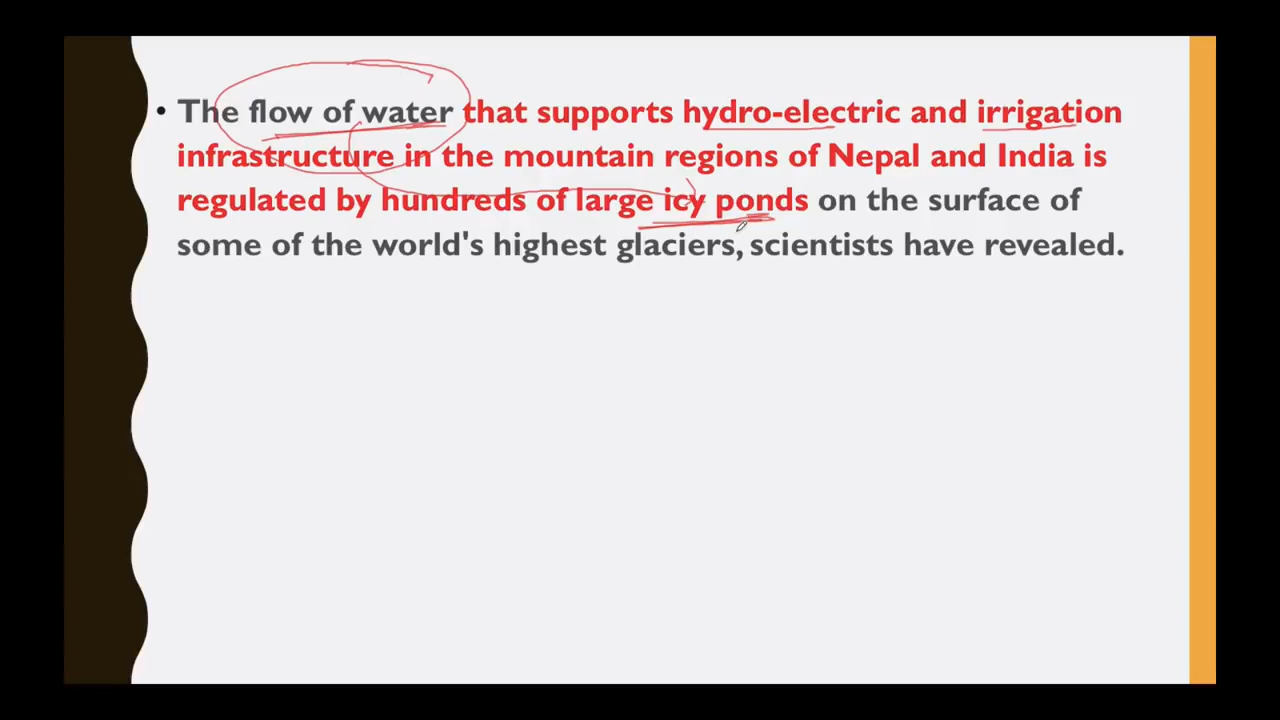 • The flow of water that supports hydro-electric and irrigation
infrastructure in the mountain regions of Nepal and India is
regulated by hundreds of large icy ponds on the surface of
some of the world's highest glaciers, scientists have revealed.